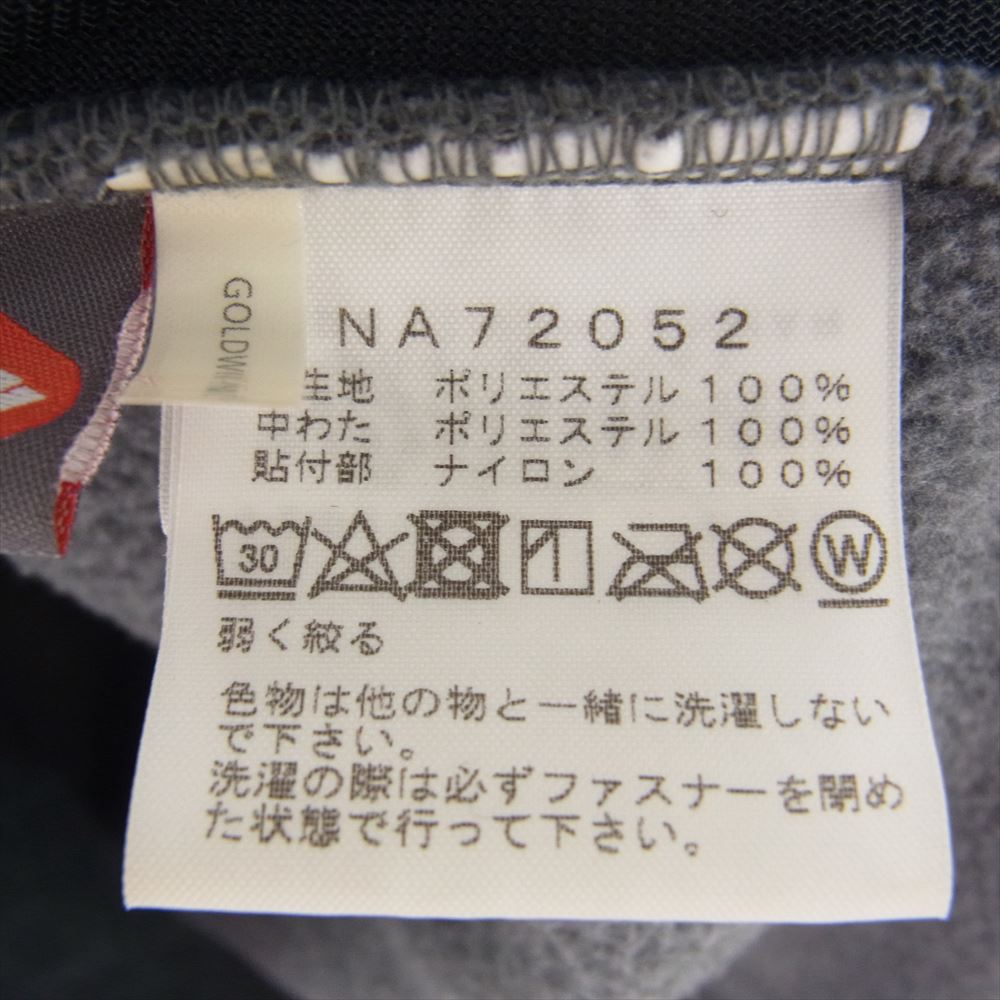 GOLDWIN
NA72052
生地 ポリエステル 100%
中わた ポリエステル 100%
貼付部 ナイロン 100%
30 W
弱く絞る
色物は他の物と一緒に洗濯しない
で下さい。
洗濯の際は必ずファスナーを閉め
た状態で行って下さい。